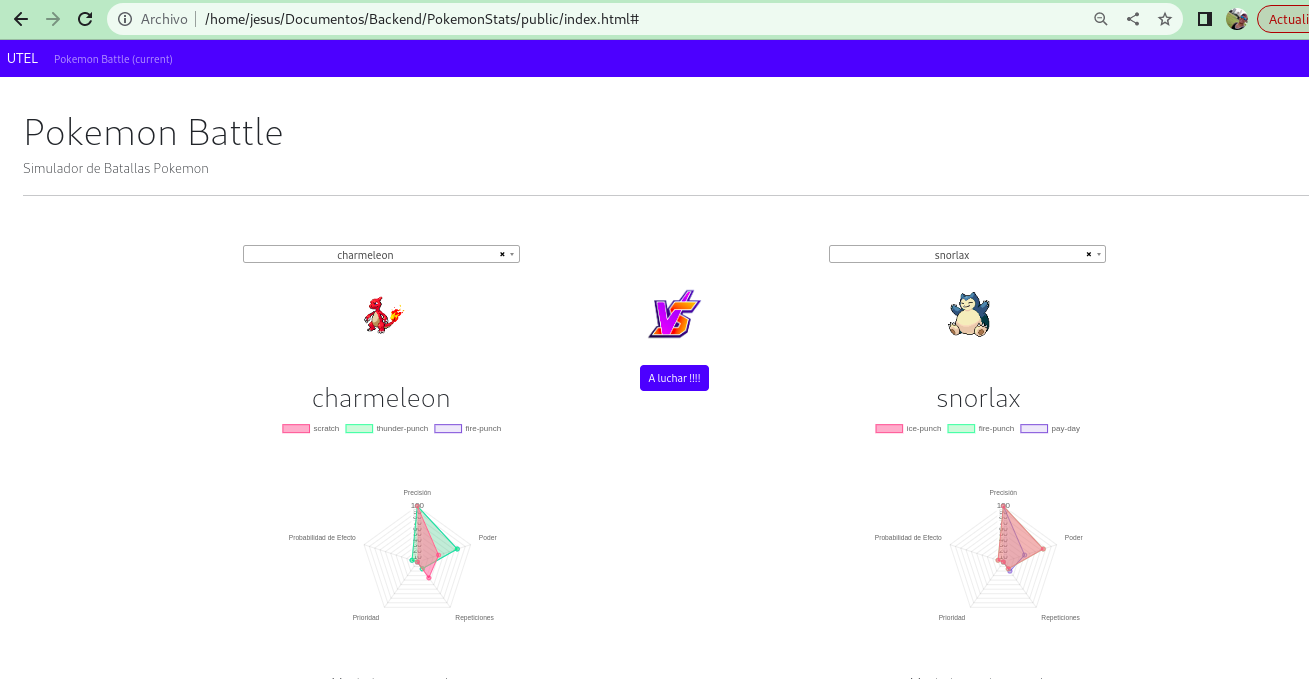 Archivo /home/jesus/Documentos/Backend/PokemonStats/public/index.html#
Actuali
UTEL Pokemon Battle (current)
Pokemon Battle
Simulador de Batallas Pokemon
charmeleon
snorlax
VS
A luchar !!!!
charmeleon
scratch thunder-punch fire-punch
Precisión
100
Probabilidad de Efecto
Poder
Prioridad
Repeticiones
snorlax
ice-punch fire-punch pay-day
Precisión
100
Probabilidad de Efecto
Poder
Prioridad
Repeticiones